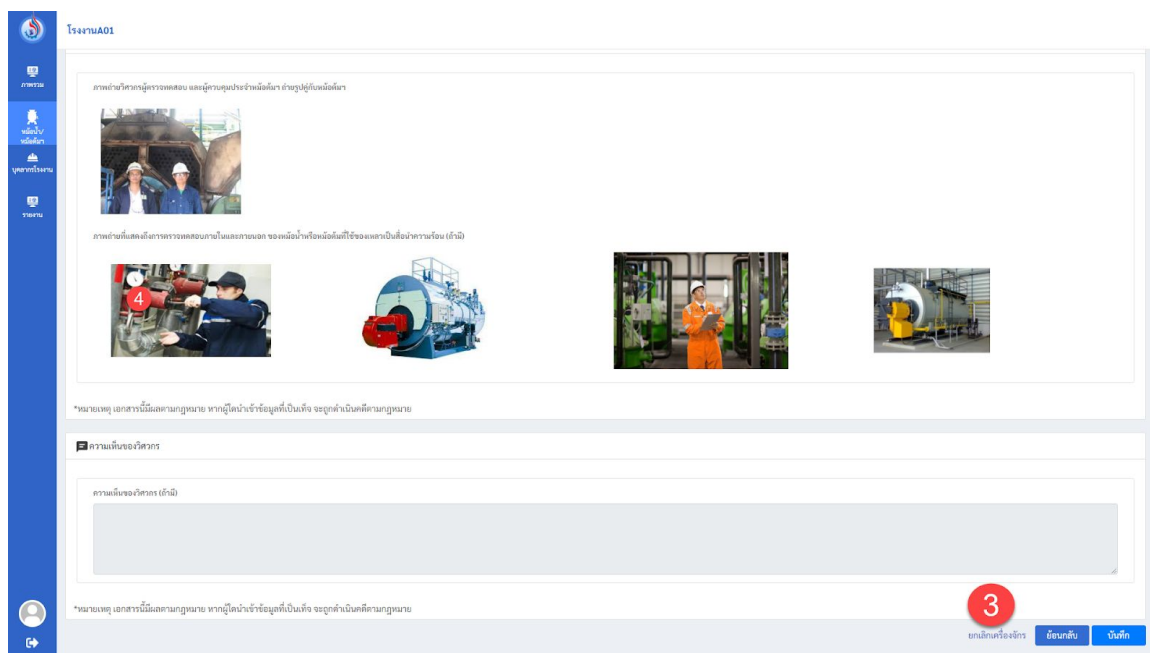 โรงงานA01
ภาพรวม
หม้อน้ำ/
หม้อต้มฯ
บุคลากรโรงงาน
รายงาน
ภาพถ่ายวิศวกรผู้ตรวจทดสอบ และผู้ควบคุมประจำหม้อต้มฯ ถ่ายรูปคู่กับหม้อต้มฯ
ภาพถ่ายที่แสดงถึงการตรวจทดสอบภายในและภายนอก ของหม้อน้ำหรือหม้อต้มที่ใช้ของเหลวเป็นสื่อนำความร้อน (ถ้ามี)
4
*หมายเหตุ เอกสารนี้มีผลตามกฎหมาย หากผู้ใดนำเข้าข้อมูลที่เป็นเท็จ จะถูกดำเนินคดีตามกฎหมาย
ความเห็นของวิศวกร
ความเห็นของวิศวกร (ถ้ามี)
*หมายเหตุ เอกสารนี้มีผลตามกฎหมาย หากผู้ใดนำเข้าข้อมูลที่เป็นเท็จ จะถูกดำเนินคดีตามกฎหมาย
3
ยกเลิกเครื่องจักร ย้อนกลับ บันทึก